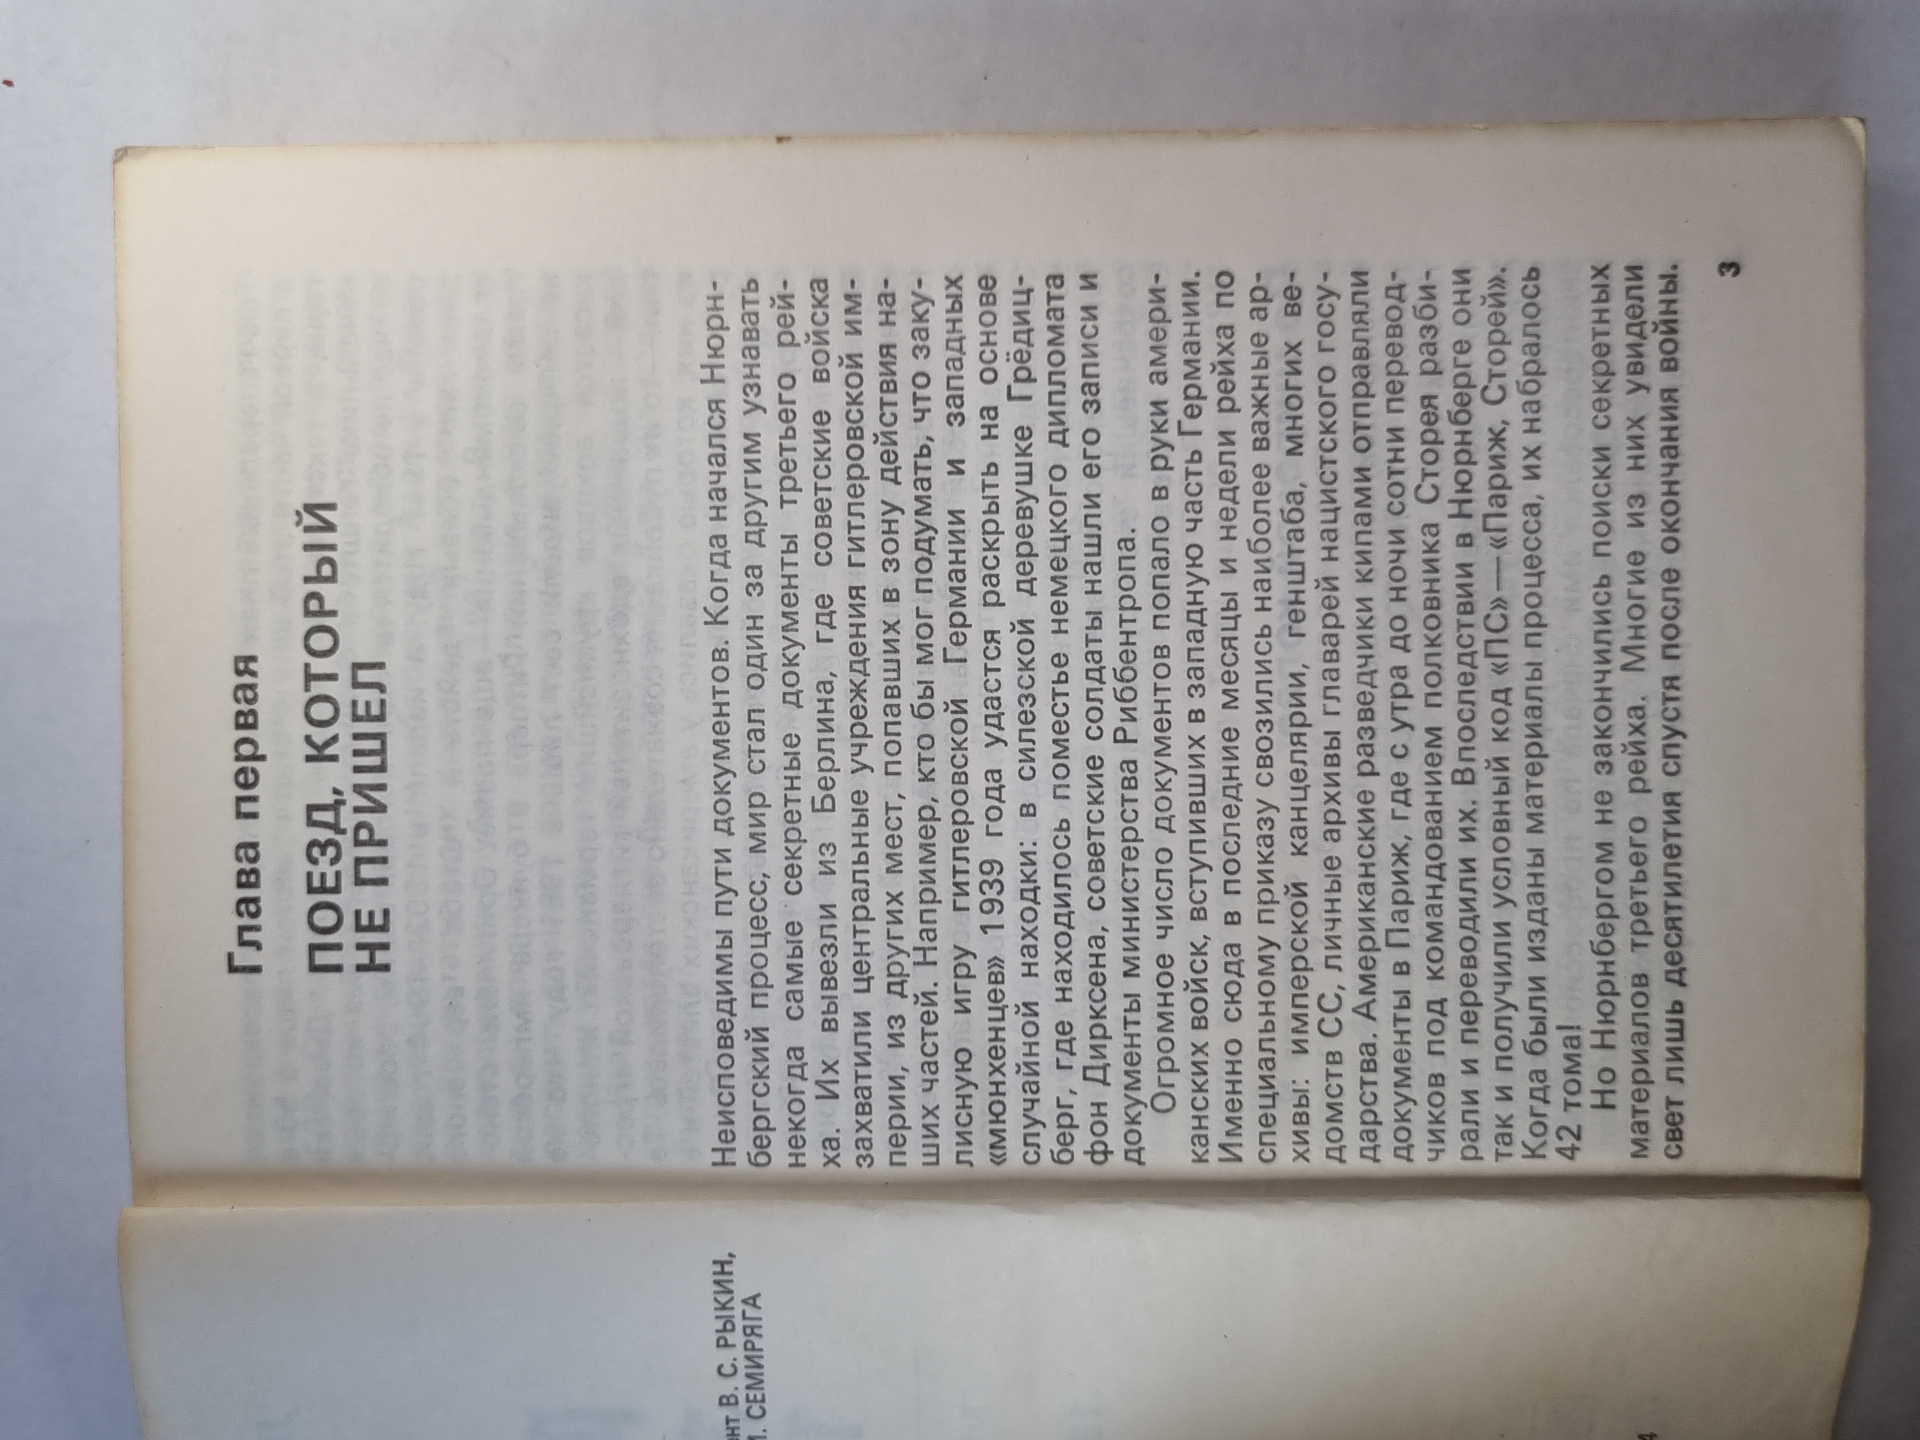 Глава первая
ПОЕЗД, КОТОРЫЙ
НЕ ПРИШЕЛ
Неисповедимы пути документов. Когда начался Нюрн-
бергский процесс, мир стал один за другим узнавать
некогда самые секретные документы третьего рей-
ха. Их вывезли из Берлина, где советские войска
захватили центральные учреждения гитлеровской им-
перии, из других мест, попавших в зону действия на-
ших частей. Например, кто бы мог подумать, что заку-
лисную игру гитлеровской Германии и западных
«мюнхенцев» 1939 года удастся раскрыть на основе
случайной находки: в силезской деревушке Грёдиц-
берг, где находилось поместье немецкого дипломата
фон Дирксена, советские солдаты нашли его записи и
документы министерства Риббентропа.
Огромное число документов попало в руки амери-
канских войск, вступивших в западную часть Германии.
Именно сюда в последние месяцы и недели рейха по
специальному приказу свозились наиболее важные ар-
хивы: имперской канцелярии, генштаба, многих ве-
домств СС, личные архивы главарей нацистского госу-
дарства. Американские разведчики кипами отправляли
документы в Париж, где с утра до ночи сотни перевод-
чиков под командованием полковника Сторея разби-
рали и переводили их. Впоследствии в Нюрнберге они
так и получили условный код «ПС» — «Париж, Сторей».
Когда были изданы материалы процесса, их набралось
42 тома!
Но Нюрнбергом не закончились поиски секретных
материалов третьего рейха. Многие из них увидели
свет лишь десятилетия спустя после окончания войны.
3
В. С. РЫКИН,
СЕМИРЯГА